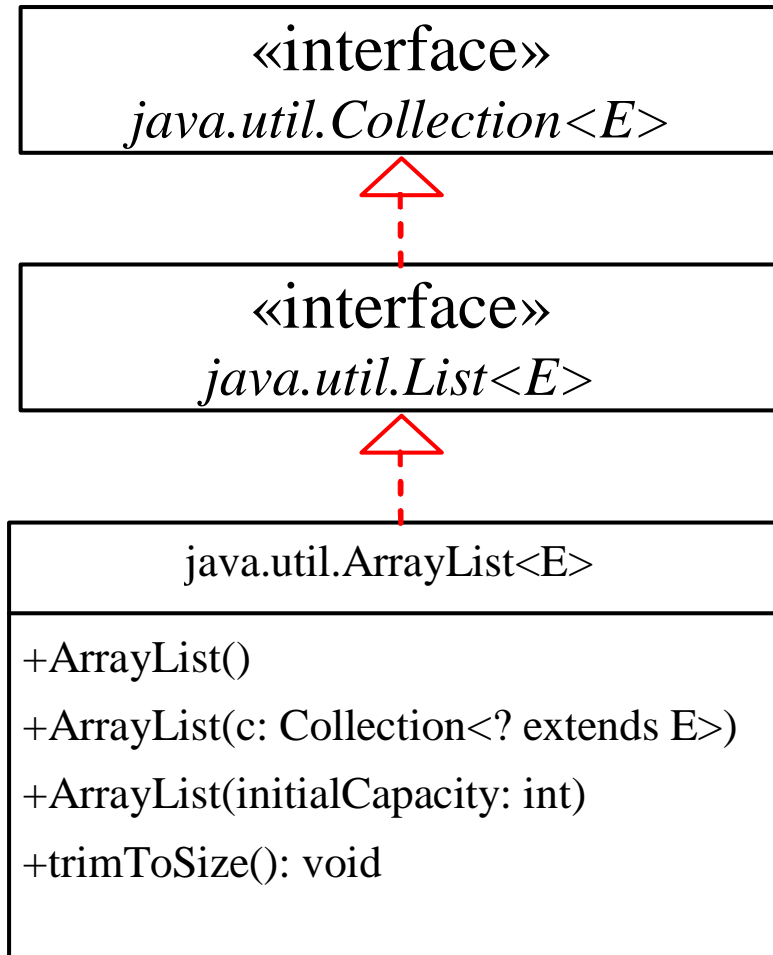 «interface»
java.util.Collection<E>
«interface»
java.util.List<E>
java.util.ArrayList<E>
+ArrayList()
+ArrayList(c: Collection<? extends E>)
+ArrayList(initialCapacity: int)
+trimToSize(): void